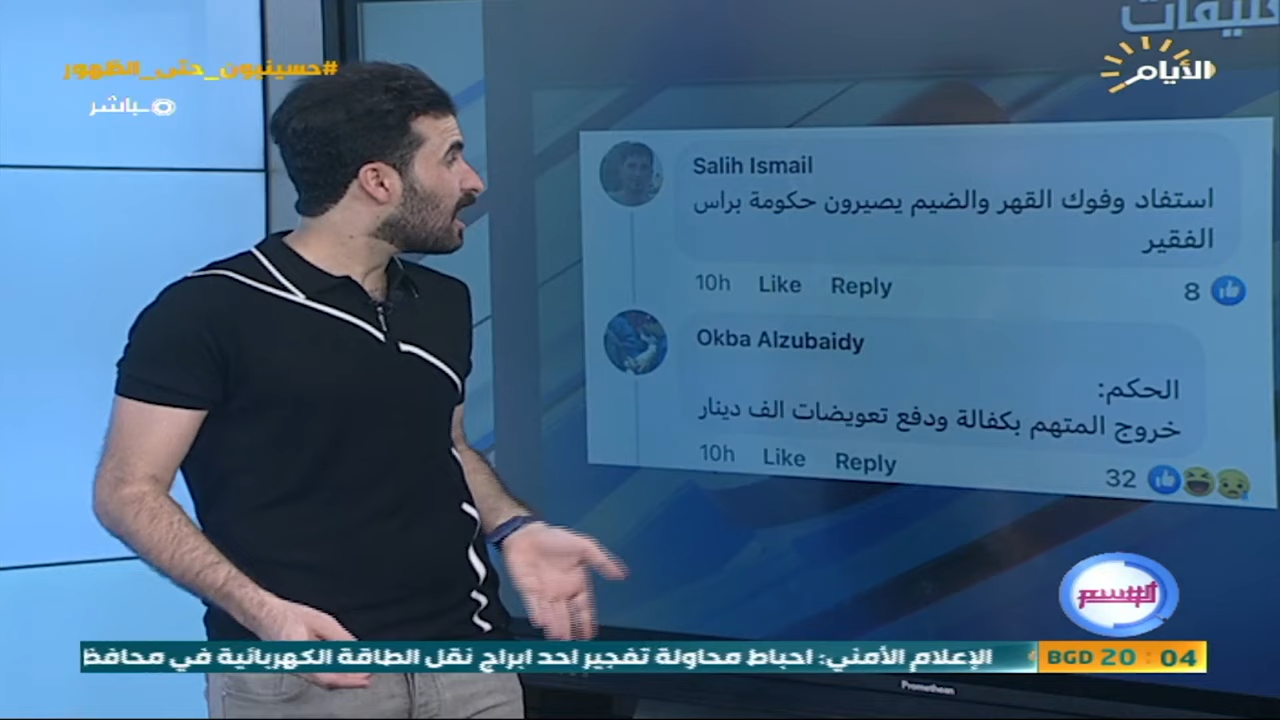 #حسينيون_حتى_الظهور
مباشر
الأيام
Salih Ismail
استفاد وفوك القهر والضيم يصيرون حكومة براس
الفقير
10h Like Reply
8
Okba Alzubaidy
الحكم:
خروج المتهم بكفالة ودفع تعويضات الف دينار
10h Like Reply
32
الإعلام الأمني: احباط محاولة تفجير احد ابراج نقل الطاقة الكهربائية في محافظ
BGD 20 : 04
Promethean